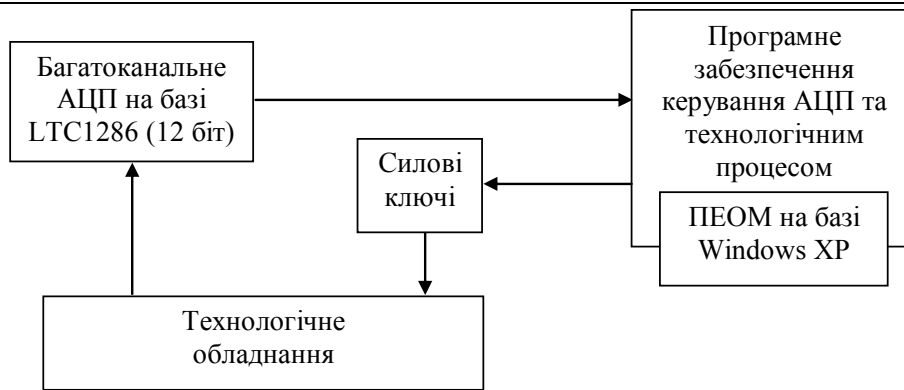 Багатоканальне
АЦП на базі
LTC1286 (12 біт)
Програмне
забезпечення
керування АЦП та
технологічним
процесом
Силові
ключі
ПЕОМ на базі
Windows XP
Технологічне
обладнання